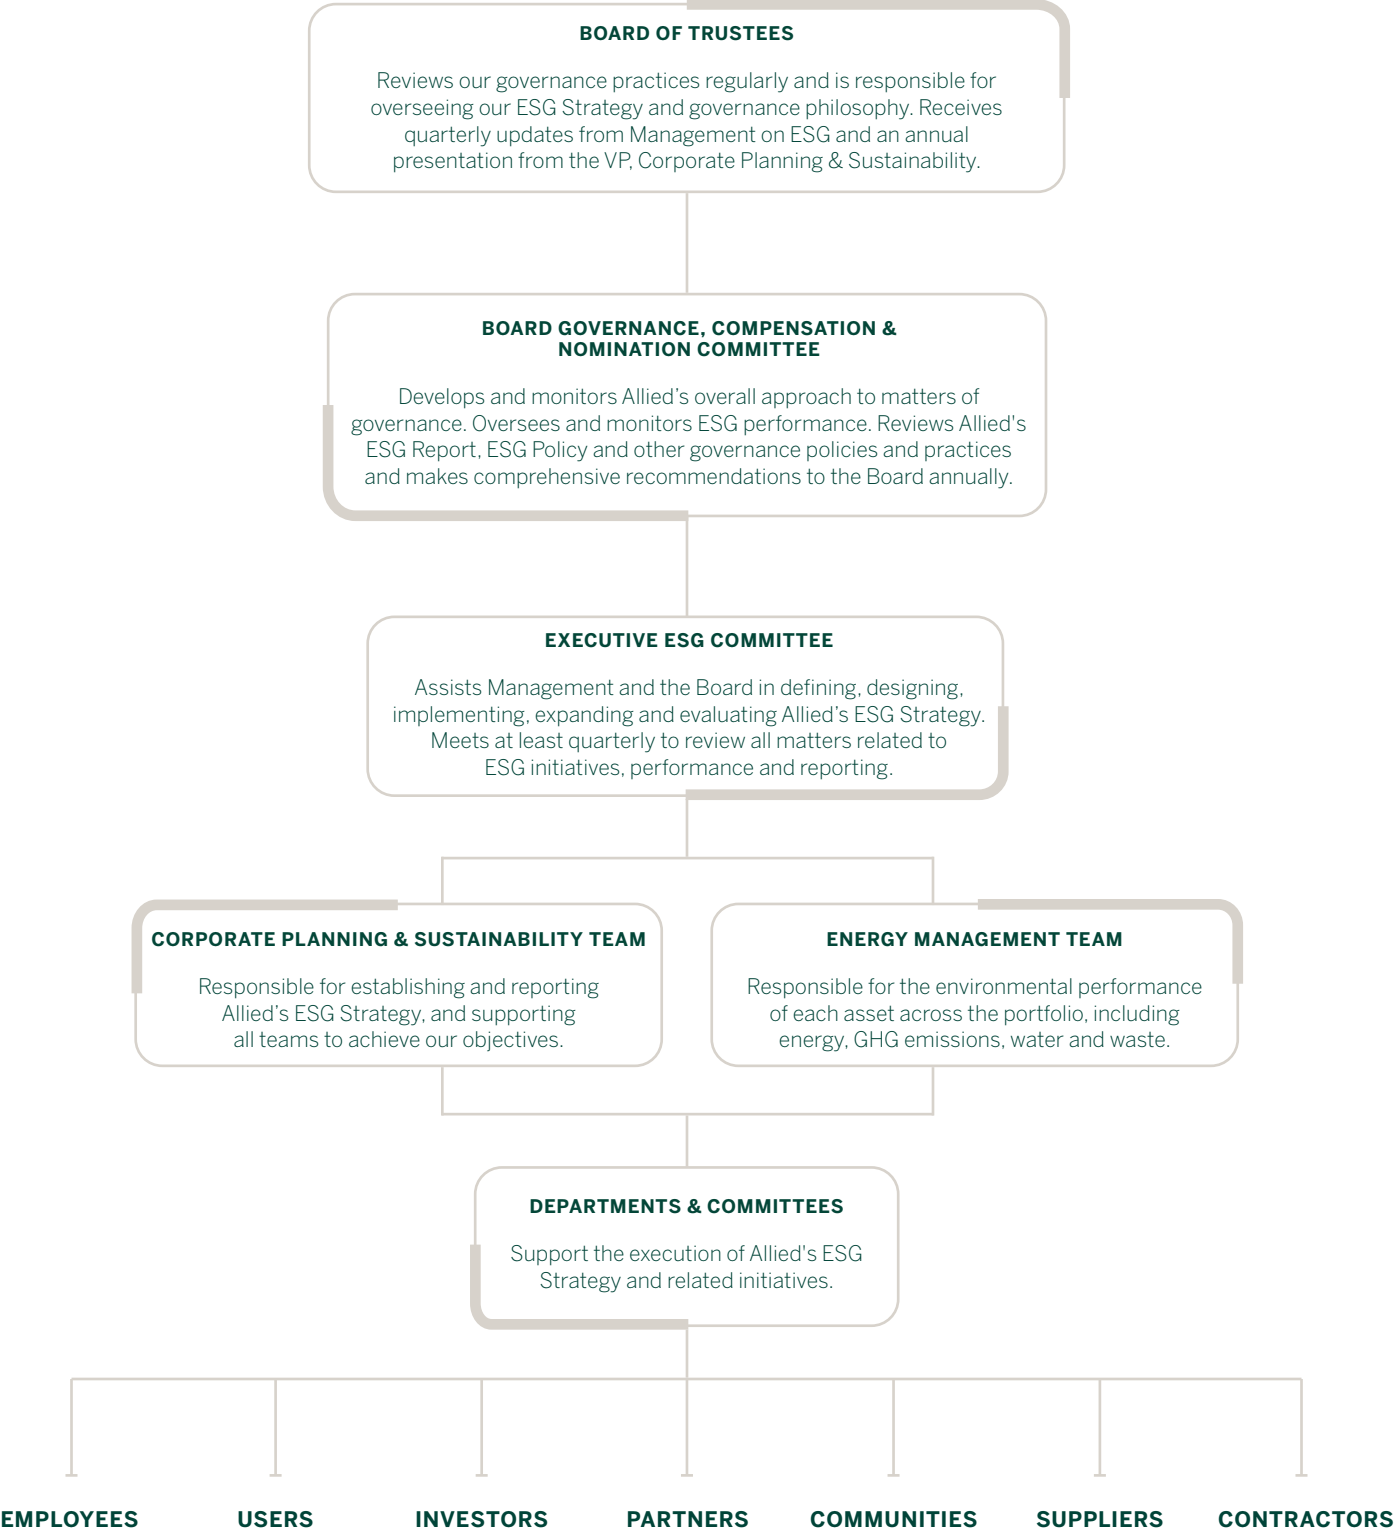 BOARD OF TRUSTEES
Reviews our governance practices regularly and is responsible for
overseeing our ESG Strategy and governance philosophy. Receives
quarterly updates from Management on ESG and an annual
presentation from the VP, Corporate Planning & Sustainability.
BOARD GOVERNANCE, COMPENSATION &
NOMINATION COMMITTEE
Develops and monitors Allied’s overall approach to matters of
governance. Oversees and monitors ESG performance. Reviews Allied's
ESG Report, ESG Policy and other governance policies and practices
and makes comprehensive recommendations to the Board annually.
EXECUTIVE ESG COMMITTEE
Assists Management and the Board in defining, designing,
implementing, expanding and evaluating Allied’s ESG Strategy.
Meets at least quarterly to review all matters related to
ESG initiatives, performance and reporting.
CORPORATE PLANNING & SUSTAINABILITY TEAM
Responsible for establishing and reporting
Allied’s ESG Strategy, and supporting
all teams to achieve our objectives.
ENERGY MANAGEMENT TEAM
Responsible for the environmental performance
of each asset across the portfolio, including
energy, GHG emissions, water and waste.
DEPARTMENTS & COMMITTEES
Support the execution of Allied's ESG
Strategy and related initiatives.
EMPLOYEES
USERS
INVESTORS
PARTNERS
COMMUNITIES
SUPPLIERS
CONTRACTORS